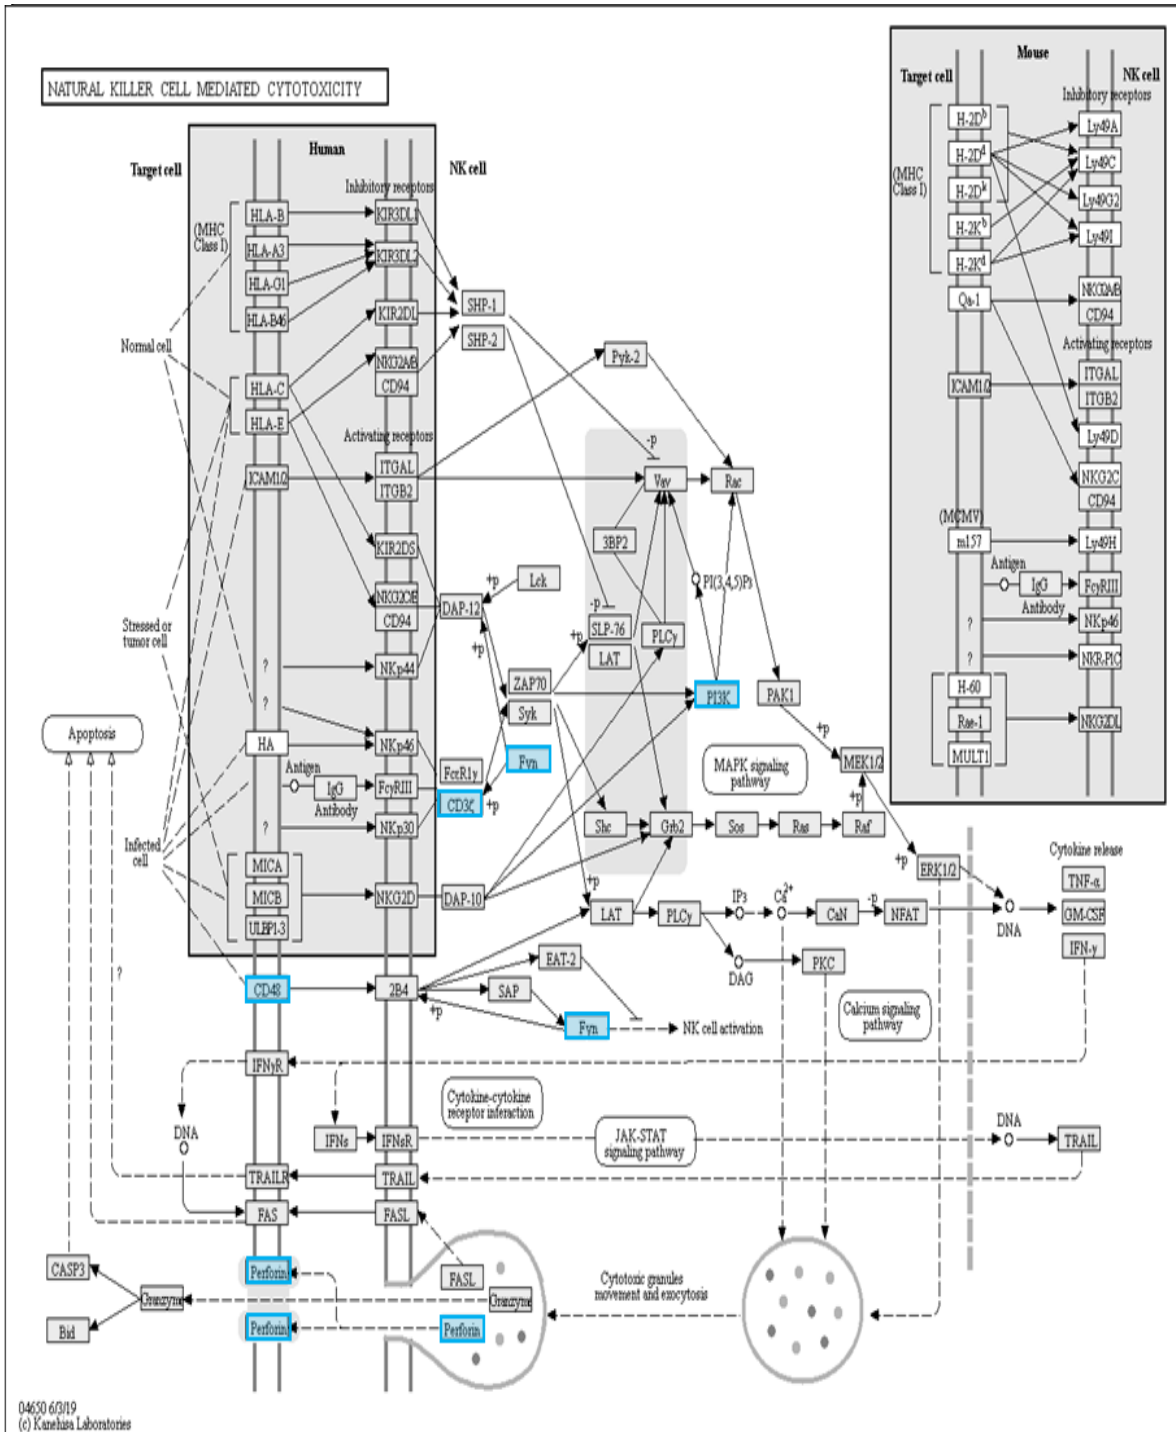 NATURAL KILLER CELL MEDIATED CYTOTOXICITY
Human
Target cell
NK cell
Inhibitory receptors
(MHC
Class I)
HLA-B
KIR3DL1
HLA-A3
KIR3DL2
HLA-G1
HLA-B46
KIR2DL
SHP-1
SHP-2
Normal cell
NKG2A/B
CD94
HLA-C
HLA-E
Pyk-2
Activating receptors
ICAM1/2
ITGAL
ITGB2
-p
Vav
Rac
3BP2
KIR2DS
+p
Lck
PI(3,4,5)P3
NKG2C/E
CD94
DAP-12
-p
+p
SLP-76
LAT
PLCγ
Stressed or
tumor cell
+p
?
NKp44
ZAP70
Syk
PI3K
PAK1
?
Apoptosis
HA
NKp46
Fyn
+p
MEK1/2
FcεR1γ
MAPK signaling
pathway
Antigen
IgG
Antibody
FcγRIII
CD3ζ
+p
+p
?
NKp30
Shc
Grb2
Sos
Ras
Raf
Infected
cell
MICA
MICB
ULBP1-3
NKG2D
DAP-10
+p
+p
ERK1/2
Cytokine release
TNF-α
GM-CSF
IFN-γ
LAT
PLCγ
IP3
Ca2+
CaN
-p
NFAT
DNA
DAG
PKC
?
EAT-2
CD48
2B4
SAP
+p
Fyn
NK cell activation
Calcium signaling
pathway
IFNγR
Cytokine-cytokine
receptor interaction
DNA
IFNs
IFNsR
JAK-STAT
signaling pathway
DNA
TRAIL
TRAILR
TRAIL
FAS
FASL
CASP3
Perforin
FASL
Granzyme
Granzyme
Cytotoxic granules
movement and exocytosis
Bid
Perforin
Perforin
Mouse
Target cell
NK cell
Inhibitory receptors
(MHC
Class I)
H-2Db
Ly49A
H-2Dd
Ly49C
H-2Dk
Ly49G2
H-2Kb
Ly49I
H-2Kd
Qa-1
NKG2A/B
CD94
Activating receptors
ICAM1/2
ITGAL
ITGB2
Ly49D
NKG2C
CD94
(MCMV)
m157
Ly49H
Antigen
IgG
Antibody
FcγRIII
?
NKp46
?
NKR-P1C
H-60
Rae-1
MULT1
NKG2DL
04650 6/3/19
(c) Kanehisa Laboratories